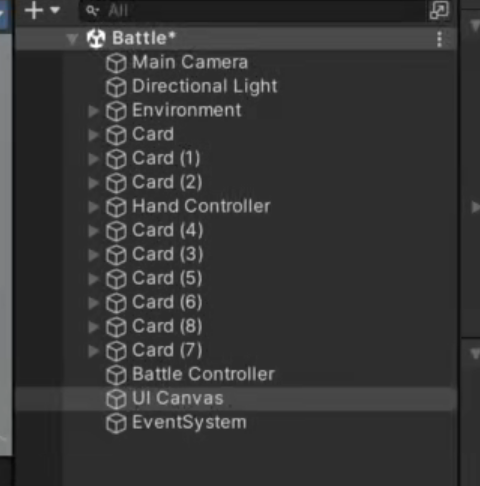 All
Battle*
Main Camera
Directional Light
Environment
Card
Card (1)
Card (2)
Hand Controller
Card (4)
Card (3)
Card (5)
Card (6)
Card (8)
Card (7)
Battle Controller
UI Canvas
EventSystem